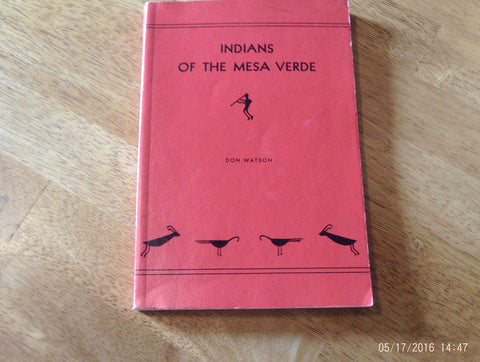 INDIANS
OF THE MESA VERDE
DON WATSON
05/17/2016 14:47